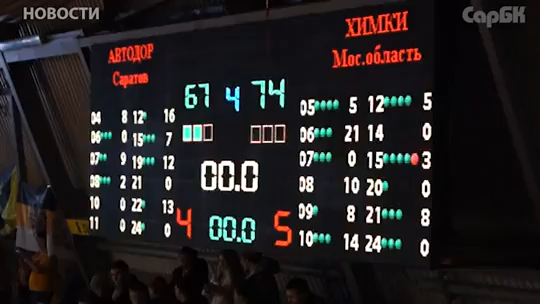 НОВОСТИ
СарБК
АВТОДОР
Саратов
ХИМКИ
Мос.область
67 4 74
04 8 12 16
06 0 15 7
07 9 19 12
08 2 21 0
10 0 22 13
11 0 24 0
05 5 12 5
06 21 14 0
07 0 15 3
08 10 20 0
09 8 21 8
10 14 24 0
00.0
4 00.0 5